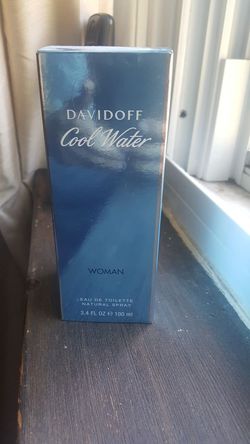 DAVIDOFF
Cool Water
WOMAN
EAU DE TOILETTE
NATURAL SPRAY
3.4 FL OZ ℮ 100 ml